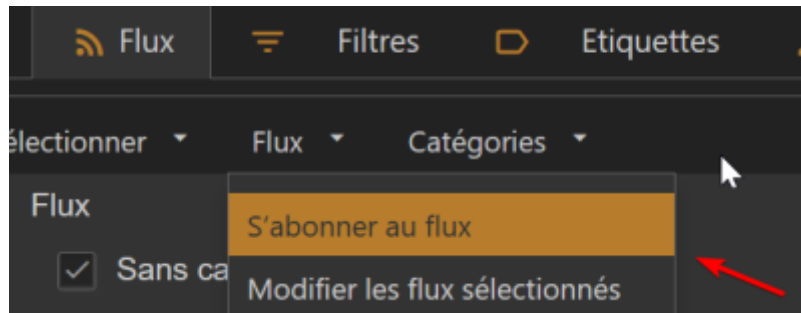 Flux Filtres Etiquettes
électionner Flux Catégories
Flux
S'abonner au flux
Sans ca
Modifier les flux sélectionnés